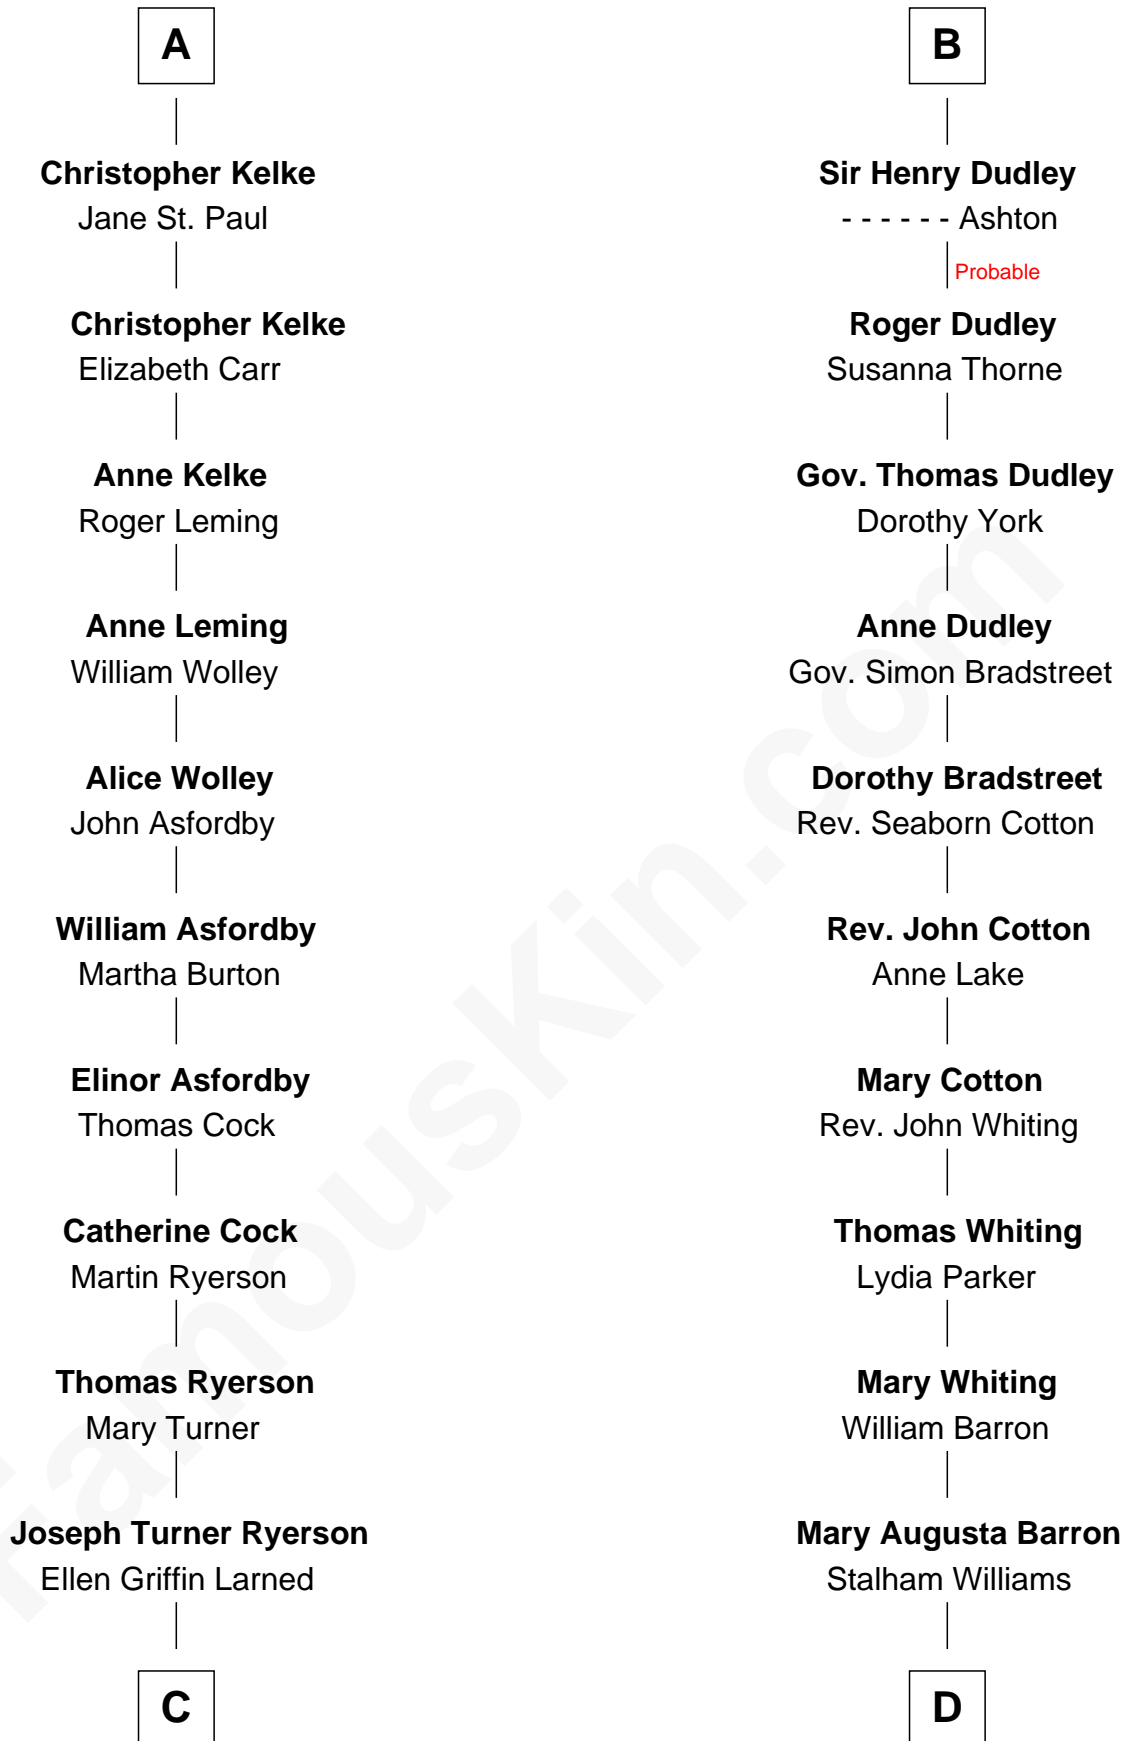 A
Christopher Kelke
Jane St. Paul
Christopher Kelke
Elizabeth Carr
Anne Kelke
Roger Leming
Anne Leming
William Wolley
Alice Wolley
John Asfordby
William Asfordby
Martha Burton
Elinor Asfordby
Thomas Cock
Catherine Cock
Martin Ryerson
Thomas Ryerson
Mary Turner
Joseph Turner Ryerson
Ellen Griffin Larned
C
B
Sir Henry Dudley
- - - - - - Ashton
Probable
Roger Dudley
Susanna Thorne
Gov. Thomas Dudley
Dorothy York
Anne Dudley
Gov. Simon Bradstreet
Dorothy Bradstreet
Rev. Seaborn Cotton
Rev. John Cotton
Anne Lake
Mary Cotton
Rev. John Whiting
Thomas Whiting
Lydia Parker
Mary Whiting
William Barron
Mary Augusta Barron
Stalham Williams
D
FamousKin.com